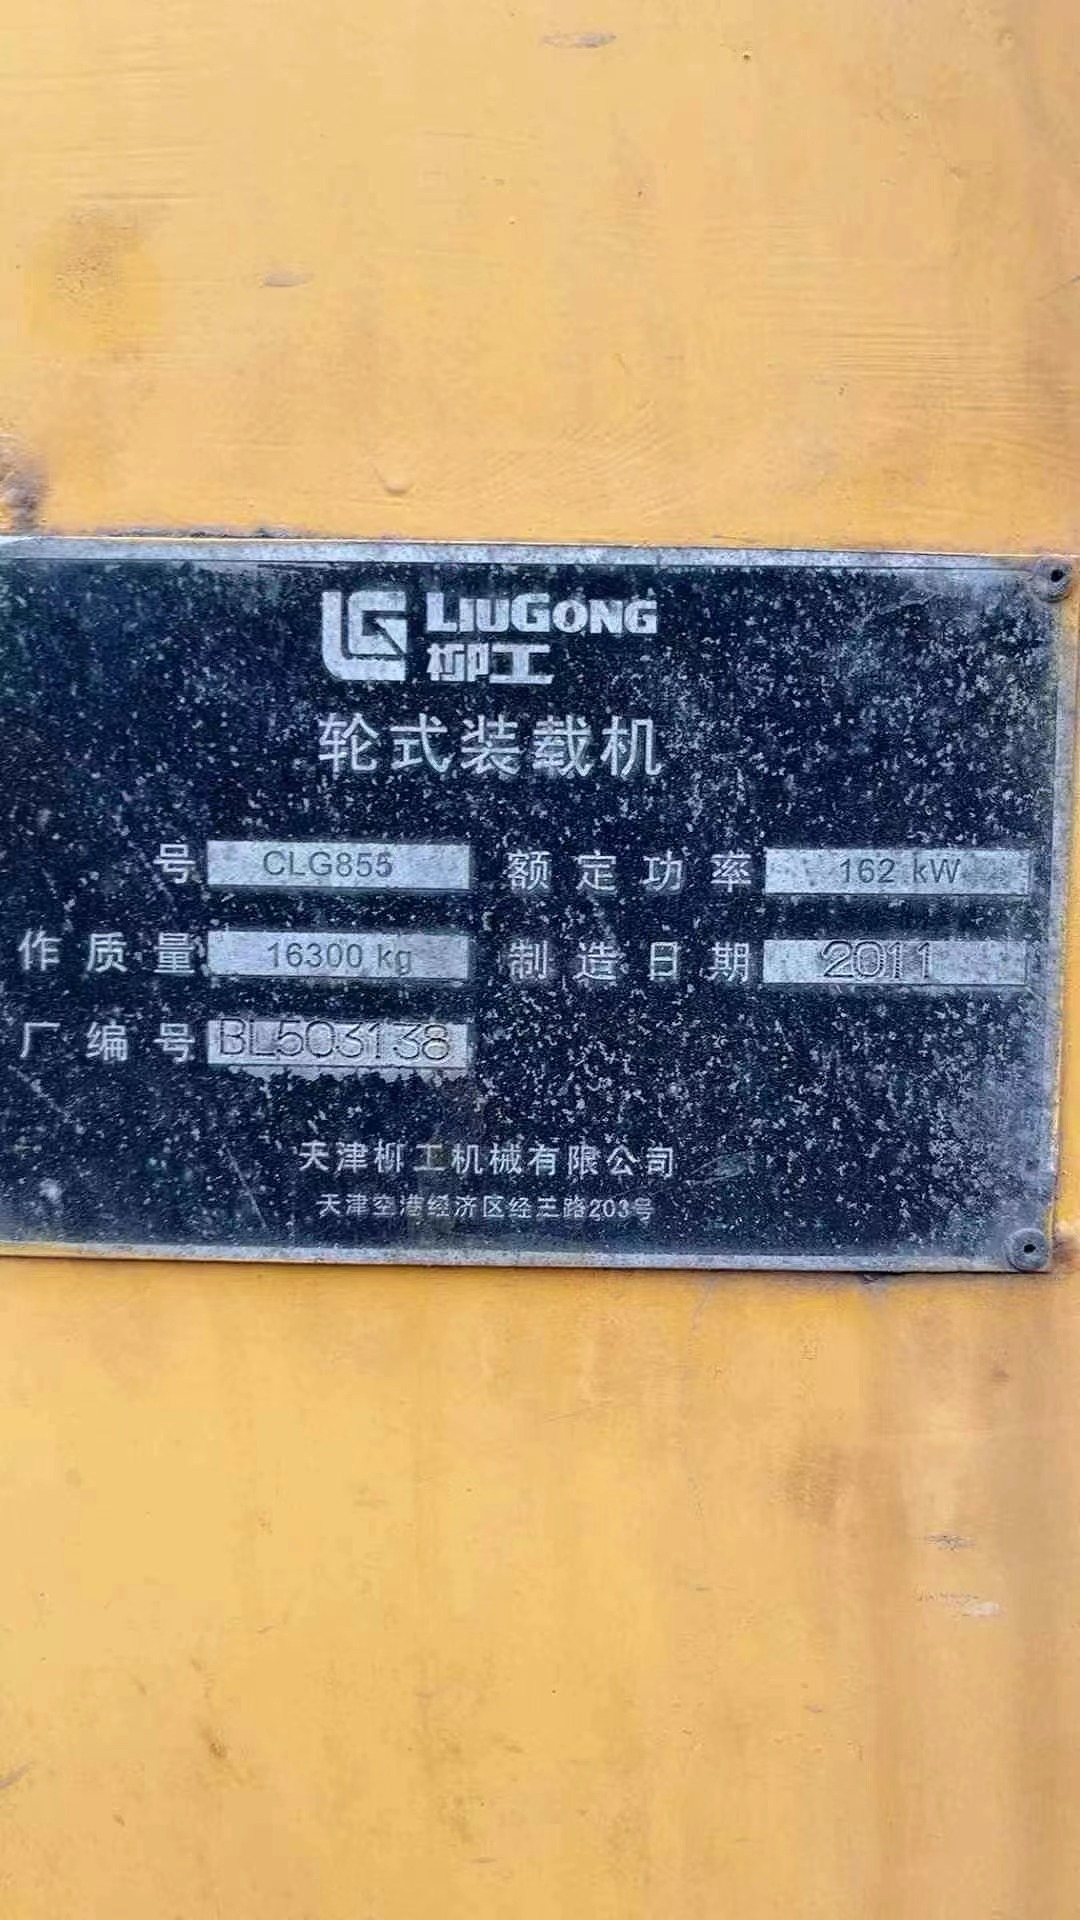 LG LIUGONG
柳工
轮式装载机
号 CLG855 额定功率 162 kW
作质量 16300 kg 制造日期 2011
厂编号 BL503138
天津柳工机械有限公司
天津空港经济区经三路203号